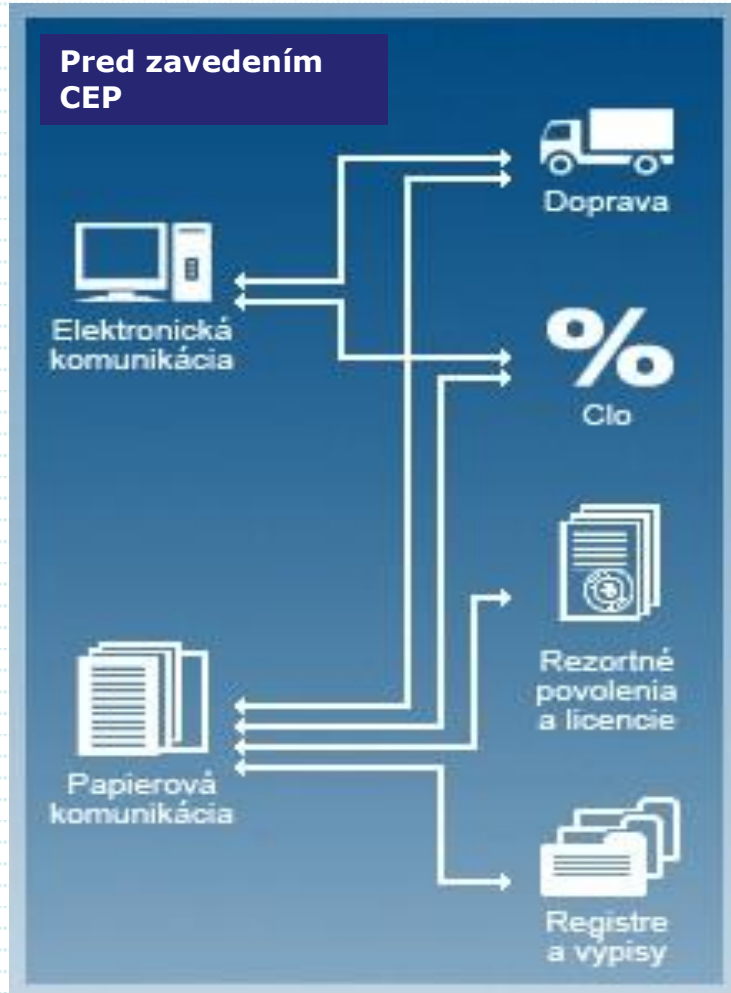 Pred zavedením
CEP
Doprava
Elektronická
komunikácia
%
Clo
Rezortné
povolenia
a licencie
Papierová
komunikácia
Registre
a výpisy